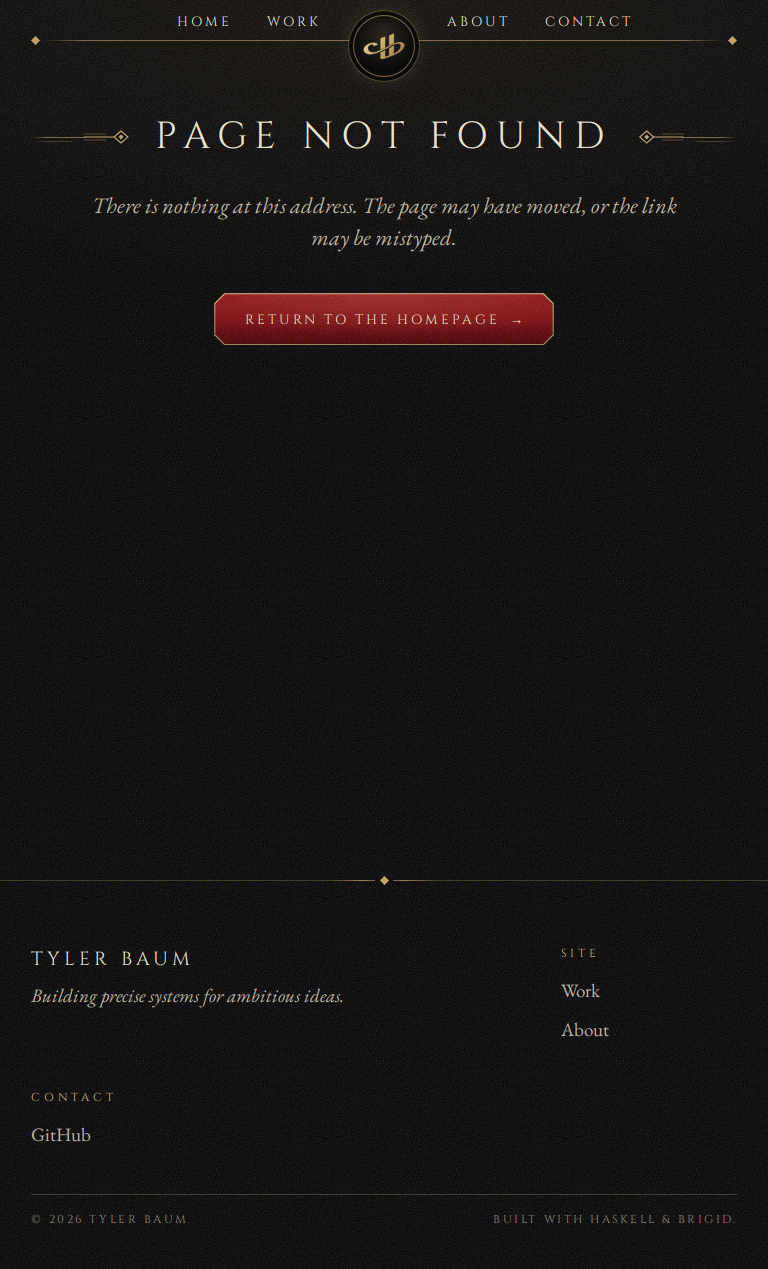 HOME WORK ABOUT CONTACT
PAGE NOT FOUND
There is nothing at this address. The page may have moved, or the link
may be mistyped.
RETURN TO THE HOMEPAGE →
TYLER BAUM
Building precise systems for ambitious ideas.
SITE
Work
About
CONTACT
GitHub
© 2026 TYLER BAUM
BUILT WITH HASKELL & BRIGID.